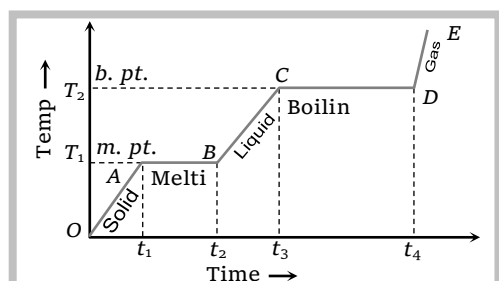 E
Gas
C
b. pt.
T₂
D
Boilin
Liquid
Temp
m. pt.
T₁
B
A
Melti
Solid
O
t₁ t₂ t₃ t₄
Time